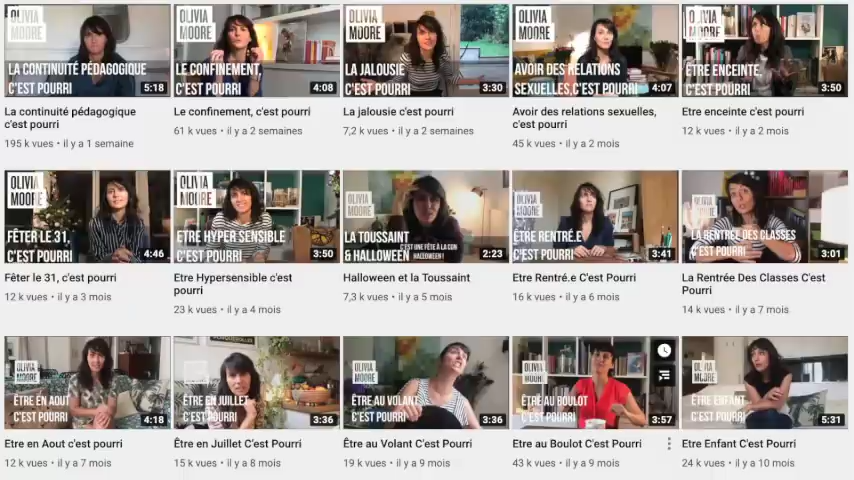 OLIVIA
MOORE
LA CONTINUITÉ PÉDAGOGIQUE
C'EST POURRI
5:18
La continuité pédagogique
c'est pourri
195 k vues • il y a 1 semaine
OLIVIA
MOORE
LE CONFINEMENT,
C'EST POURRI
4:08
Le confinement, c'est pourri
61 k vues • il y a 2 semaines
OLIVIA
MOORE
LA JALOUSIE
C'EST POURRI
3:30
La jalousie c'est pourri
7,2 k vues • il y a 2 semaines
OLIVIA
MOORE
AVOIR DES RELATIONS
SEXUELLES,C'EST POURRI
4:07
Avoir des relations sexuelles,
c'est pourri
45 k vues • il y a 2 mois
OLIVIA
MOORE
ETRE ENCEINTE.
C'EST POURRI
3:50
Etre enceinte c'est pourri
12 k vues • il y a 2 mois
OLIVIA
MOORE
FÊTER LE 31,
C'EST POURRI
4:46
Fêter le 31, c'est pourri
12 k vues • il y a 3 mois
OLIVIA
MOORE
ETRE HYPER SENSIBLE
C'EST POURRI
3:50
Etre Hypersensible c'est
pourri
23 k vues • il y a 4 mois
OLIVIA
MOORE
LA TOUSSAINT
& HALLOWEEN
C'EST UNE FÊTE À LA CON
HALLOWEEN !
2:23
Halloween et la Toussaint
7,3 k vues • il y a 5 mois
OLIVIA
MOORE
ÊTRE RENTRÉ.E
C'EST POURRI
3:41
Etre Rentré.e C'est Pourri
16 k vues • il y a 6 mois
OLIVIA
MOORE
LA RENTRÉE DES CLASSES
C'EST POURRI
3:01
La Rentrée Des Classes C'est
Pourri
14 k vues • il y a 7 mois
OLIVIA
MOORE
ÊTRE EN AOUT
C'EST POURRI
4:18
Etre en Aout c'est pourri
12 k vues • il y a 7 mois
OLIVIA
MOORE
ÊTRE EN JUILLET
C'EST POURRI
3:36
Être en Juillet C'est Pourri
15 k vues • il y a 8 mois
OLIVIA
MOORE
ÊTRE AU VOLANT
C'EST POURRI
3:36
Être au Volant C'est Pourri
19 k vues • il y a 9 mois
OLIVIA
MOORE
ÊTRE AU BOULOT
C'EST POURRI
3:57
Etre au Boulot C'est Pourri
43 k vues • il y a 9 mois
OLIVIA
MOORE
ÊTRE ENFANT
C'EST POURRI
5:31
Etre Enfant C'est Pourri
24 k vues • il y a 10 mois